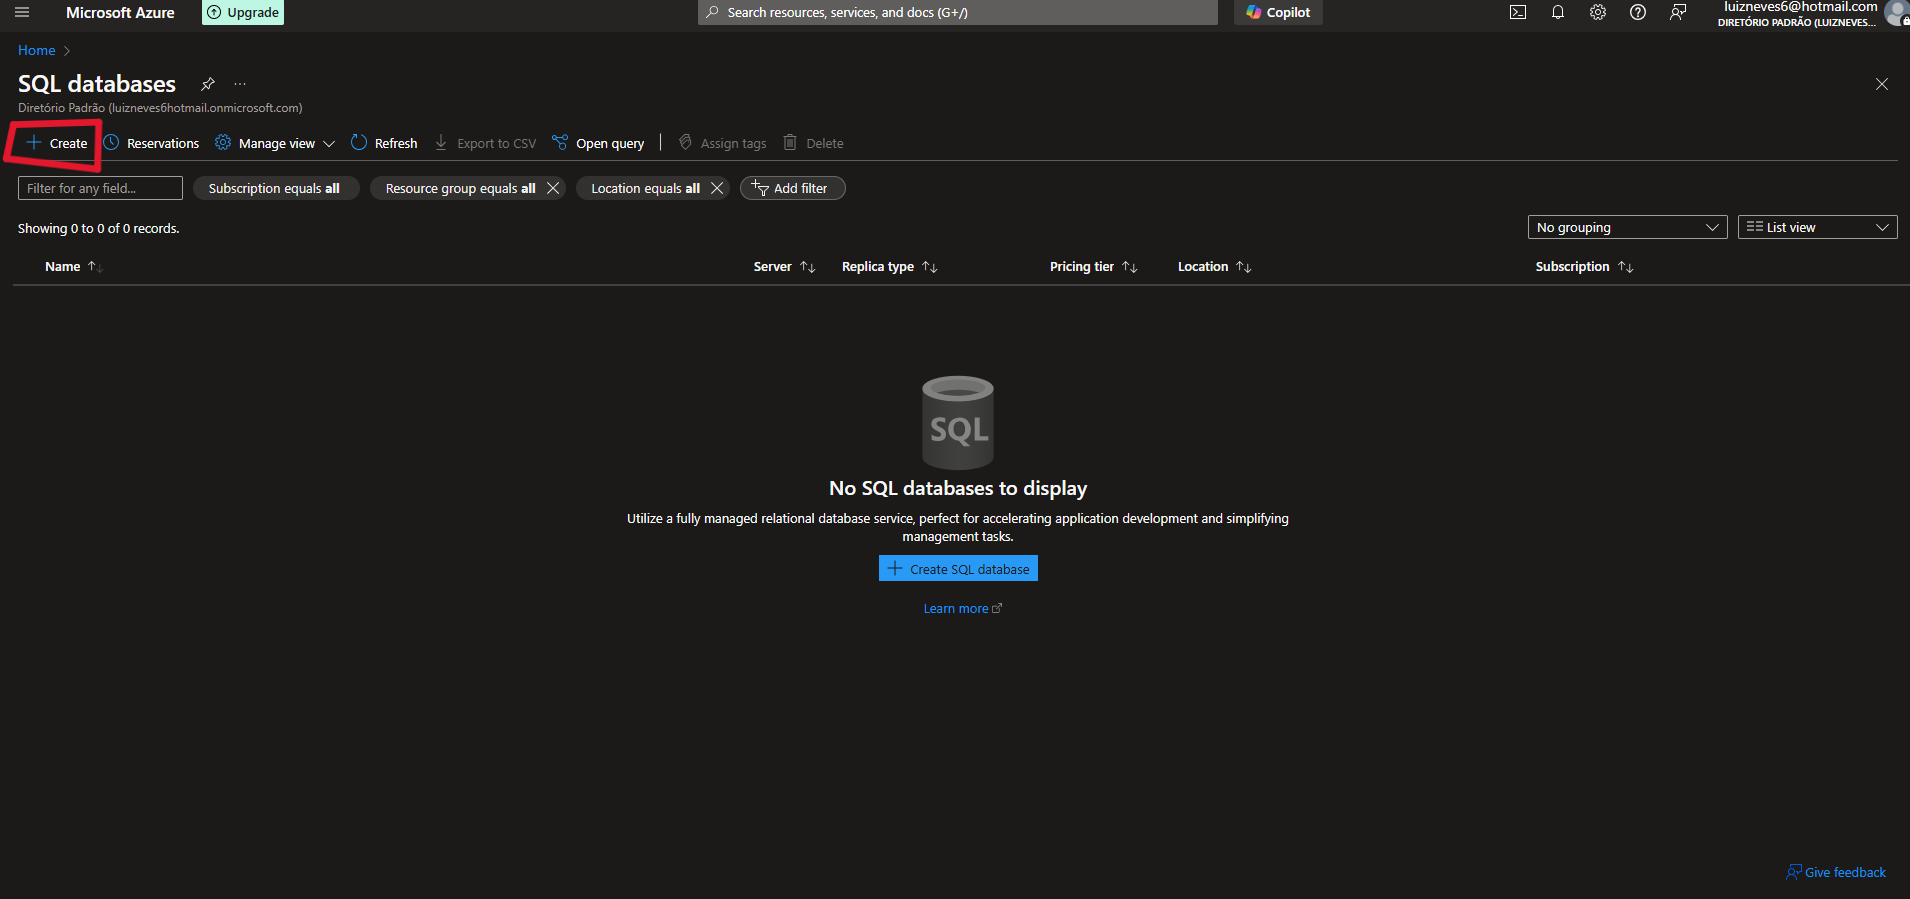 Microsoft Azure
Upgrade
Search resources, services, and docs (G+/)
Copilot
luizneves6@hotmail.com
DIRETÓRIO PADRÃO (LUIZNEVES...
Home
SQL databases
...
Diretório Padrão (luizneves6hotmail.onmicrosoft.com)
Create
Reservations
Manage view
Refresh
Export to CSV
Open query
Assign tags
Delete
Filter for any field...
Subscription equals all
Resource group equals all
Location equals all
Add filter
Showing 0 to 0 of 0 records.
No grouping
List view
Name
Server
Replica type
Pricing tier
Location
Subscription
SQL
No SQL databases to display
Utilize a fully managed relational database service, perfect for accelerating application development and simplifying
management tasks.
Create SQL database
Learn more
Give feedback